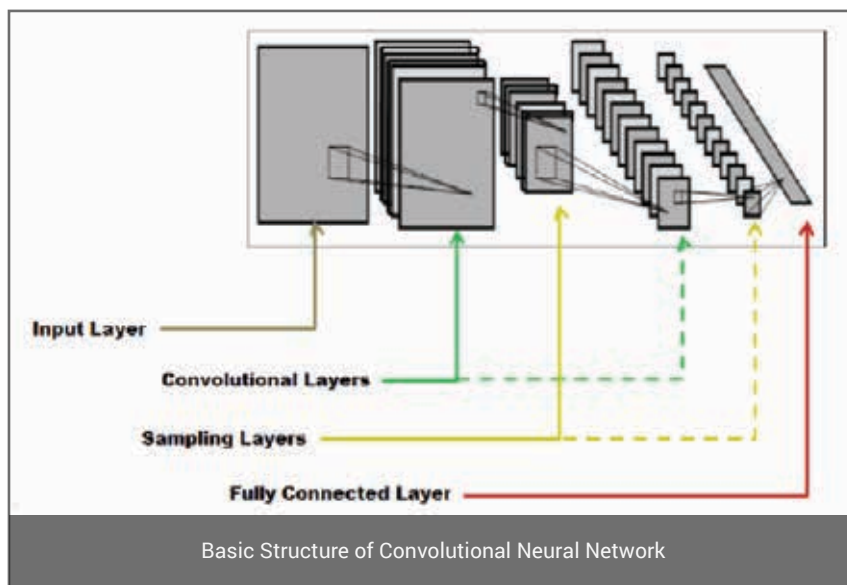 Input Layer
Convolutional Layers
Sampling Layers
Fully Connected Layer
Basic Structure of Convolutional Neural Network